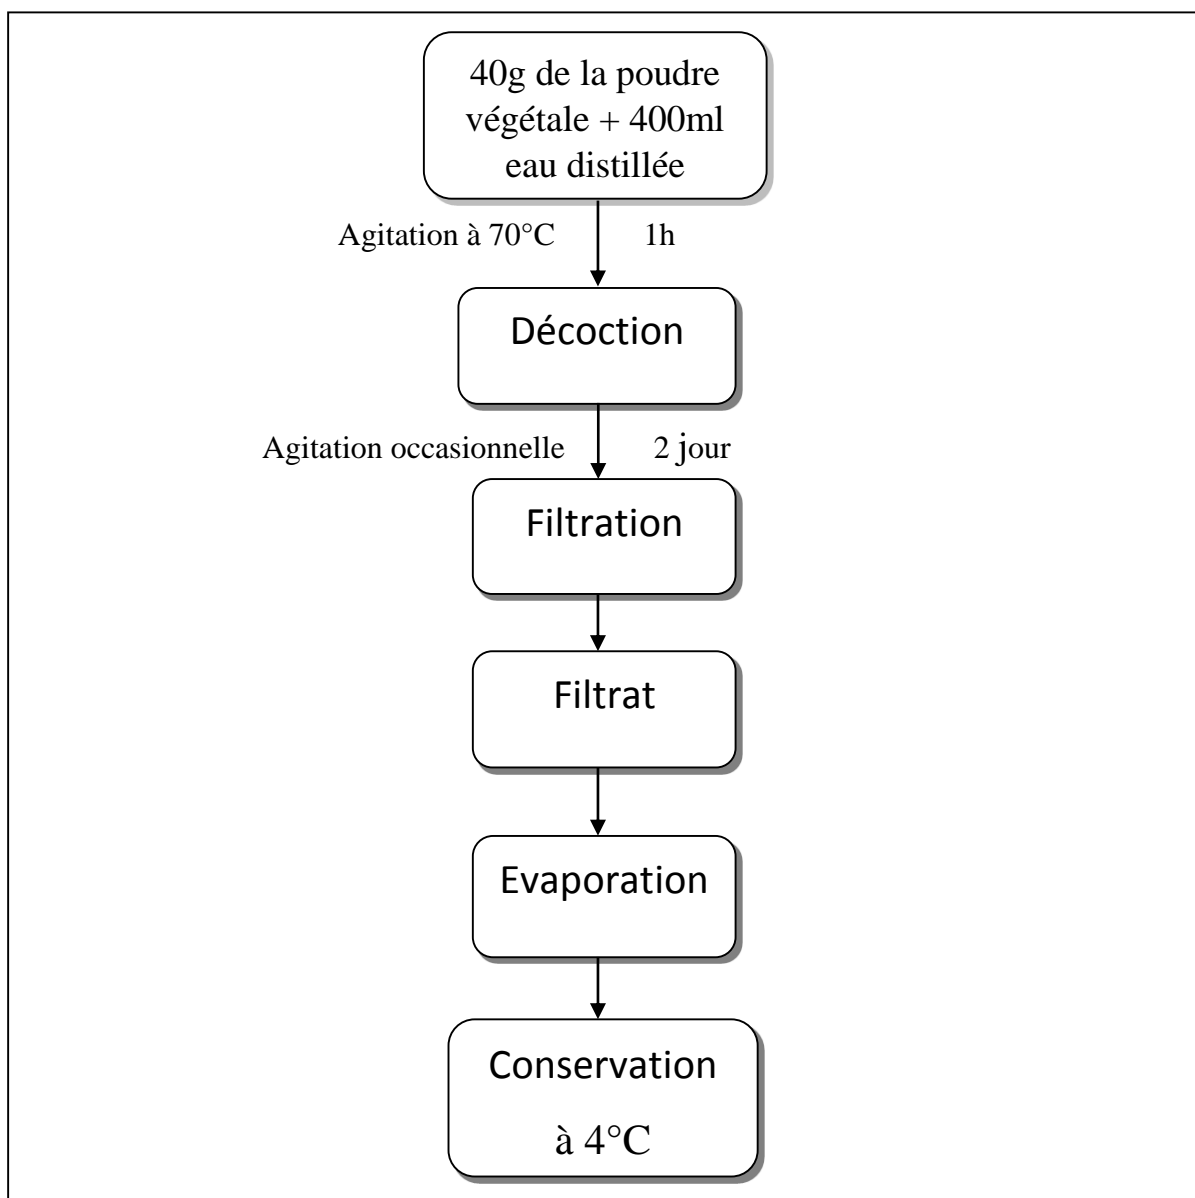 40g de la poudre
végétale + 400ml
eau distillée
Agitation à 70°C 1h
Décoction
Agitation occasionnelle 2 jour
Filtration
Filtrat
Evaporation
Conservation
à 4°C